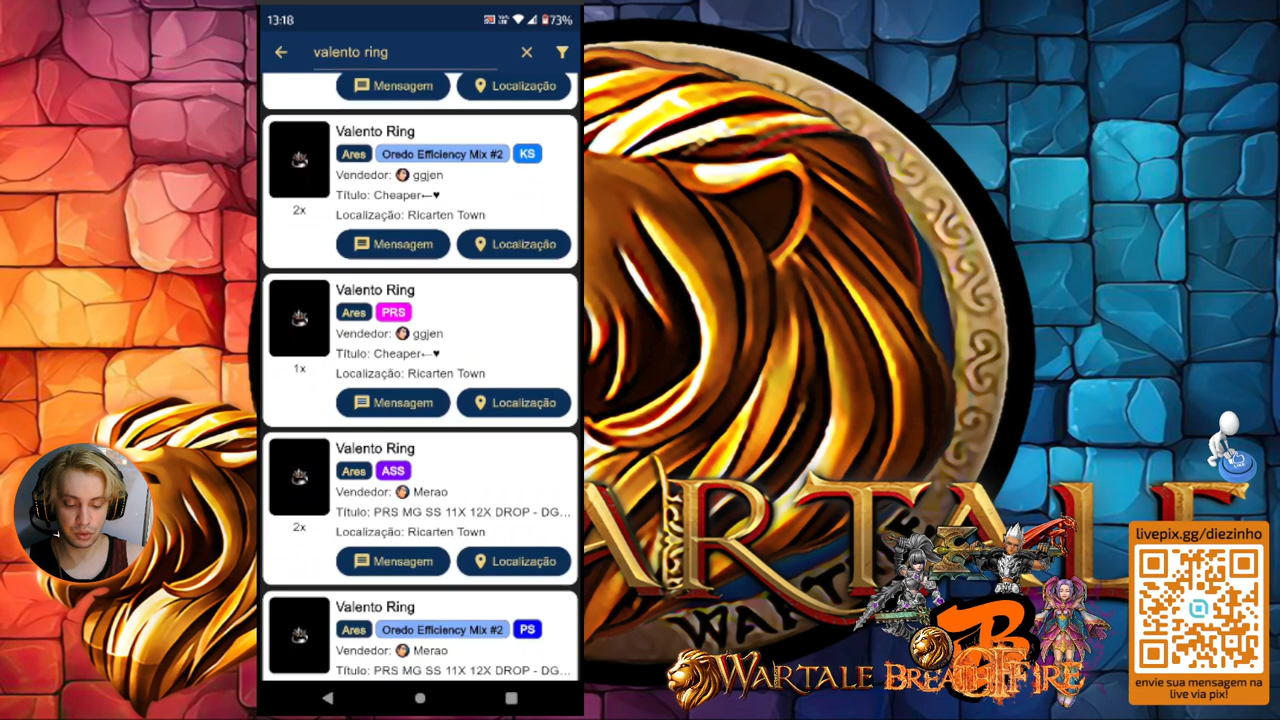 13:18
73%
valento ring
Mensagem
Localização
Valento Ring
Ares
Oredo Efficiency Mix #2
KS
Vendedor: ggjen
Título: Cheaper←♥
2x
Localização: Ricarten Town
Mensagem
Localização
Valento Ring
Ares
PRS
Vendedor: ggjen
Título: Cheaper←♥
1x
Localização: Ricarten Town
Mensagem
Localização
Valento Ring
Ares
ASS
Vendedor: Merao
Título: PRS MG SS 11X 12X DROP - DG...
2x
Localização: Ricarten Town
Mensagem
Localização
Valento Ring
Ares
Oredo Efficiency Mix #2
PS
Vendedor: Merao
Título: PRS MG SS 11X 12X DROP - DG...
WARTALE
BREATH FIRE
livepix.gg/diezinho
envie sua mensagem na
live via pix!